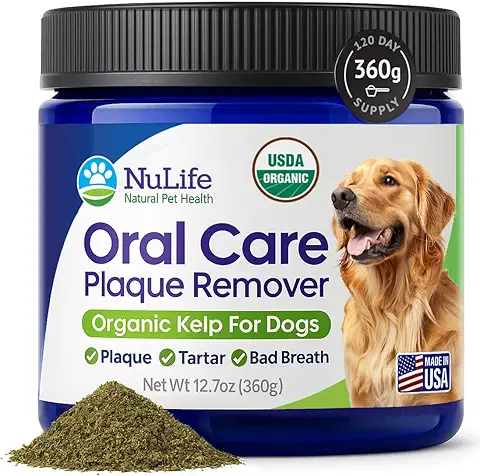 120 DAY
360g
SUPPLY
USDA
ORGANIC
NuLife
Natural Pet Health
Oral Care
Plaque Remover
Organic Kelp For Dogs
Plaque Tartar Bad Breath
MADE IN
USA
Net Wt 12.7oz (360g)